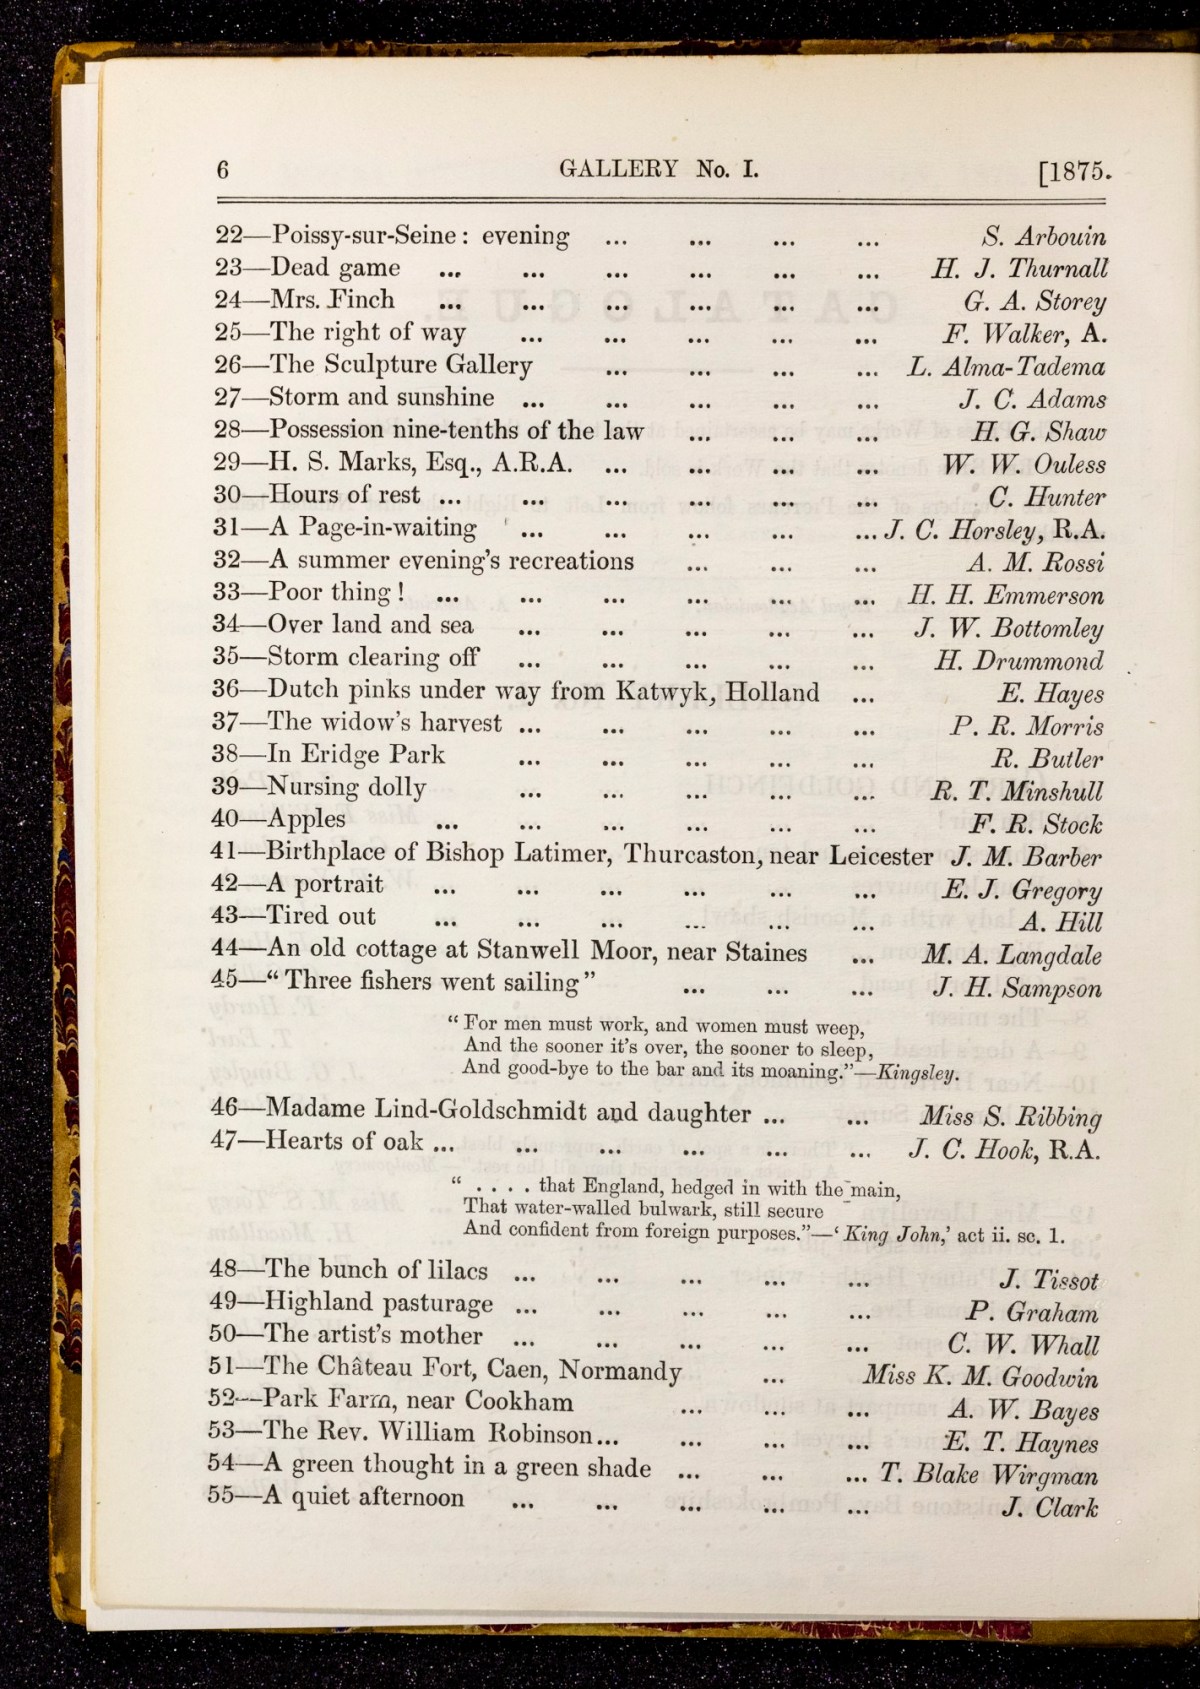 6 GALLERY No. I. [1875.
22—Poissy-sur-Seine: evening ... ... ... ... S. Arbouin
23—Dead game ... ... ... ... ... ... H. J. Thurnall
24—Mrs. Finch ... ... ... ... ... ... G. A. Storey
25—The right of way ... ... ... ... ... F. Walker, A.
26—The Sculpture Gallery ... ... ... ... L. Alma-Tadema
27—Storm and sunshine ... ... ... ... ... J. C. Adams
28—Possession nine-tenths of the law ... ... ... H. G. Shaw
29—H. S. Marks, Esq., A.R.A. ... ... ... ... W. W. Ouless
30—Hours of rest ... ... ... ... ... ... C. Hunter
31—A Page-in-waiting ... ... ... ... ... J. C. Horsley, R.A.
32—A summer evening's recreations ... ... ... A. M. Rossi
33—Poor thing! ... ... ... ... ... ... H. H. Emmerson
34—Over land and sea ... ... ... ... ... J. W. Bottomley
35—Storm clearing off ... ... ... ... ... H. Drummond
36—Dutch pinks under way from Katwyk, Holland ... E. Hayes
37—The widow's harvest ... ... ... ... ... P. R. Morris
38—In Eridge Park ... ... ... ... ... R. Butler
39—Nursing dolly ... ... ... ... ... R. T. Minshull
40—Apples ... ... ... ... ... ... F. R. Stock
41—Birthplace of Bishop Latimer, Thurcaston, near Leicester J. M. Barber
42—A portrait ... ... ... ... ... ... E. J. Gregory
43—Tired out ... ... ... ... ... ... A. Hill
44—An old cottage at Stanwell Moor, near Staines ... M. A. Langdale
45—"Three fishers went sailing" ... ... ... J. H. Sampson
"For men must work, and women must weep,
And the sooner it's over, the sooner to sleep,
And good-bye to the bar and its moaning."—Kingsley.
46—Madame Lind-Goldschmidt and daughter ... ... Miss S. Ribbing
47—Hearts of oak ... ... ... ... ... ... J. C. Hook, R.A.
" . . . . that England, hedged in with the main,
That water-walled bulwark, still secure
And confident from foreign purposes."—'King John,' act ii. sc. 1.
48—The bunch of lilacs ... ... ... ... ... J. Tissot
49—Highland pasturage ... ... ... ... ... P. Graham
50—The artist's mother ... ... ... ... ... C. W. Whall
51—The Château Fort, Caen, Normandy ... Miss K. M. Goodwin
52—Park Farm, near Cookham ... ... ... A. W. Bayes
53—The Rev. William Robinson... ... ... ... E. T. Haynes
54—A green thought in a green shade ... ... ... T. Blake Wirgman
55—A quiet afternoon ... ... ... ... ... J. Clark